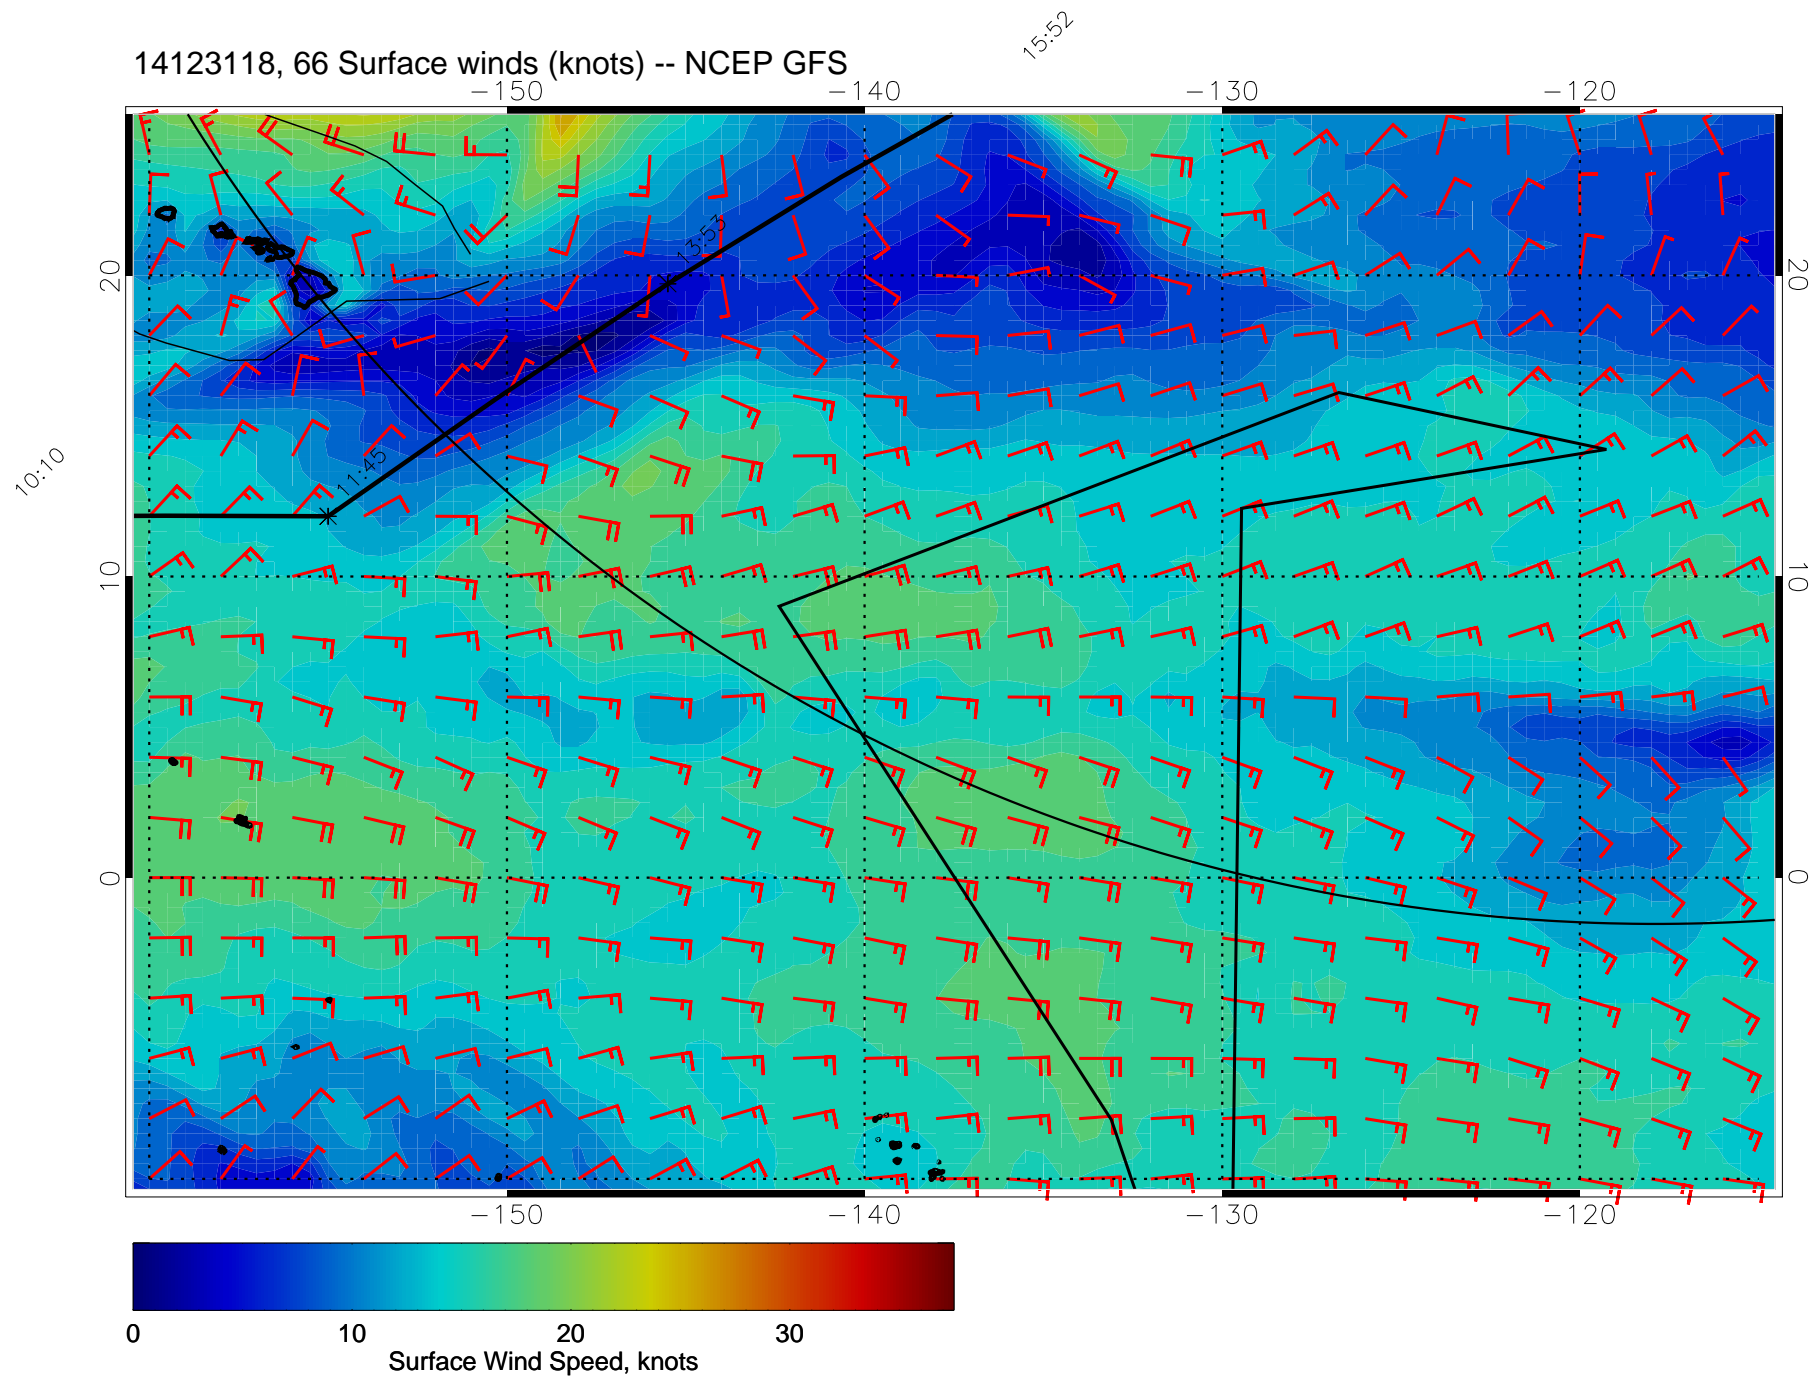 15:52
14123118, 66 Surface winds (knots) -- NCEP GFS
-150 -140 -130 -120
13:53
20 20
10:10
11:45
10 10
0 0
-150 -140 -130 -120
0 10 20 30
Surface Wind Speed, knots